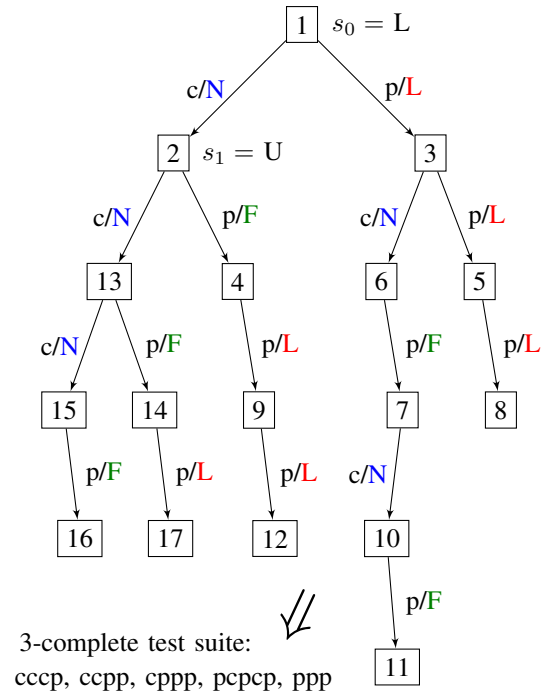 1 s₀ = L
c/N p/L
2 s₁ = U 3
c/N p/F c/N p/L
13 4 6 5
c/N p/F p/L p/F p/L
15 14 9 7 8
p/F p/L p/L c/N
16 17 12 10
p/F
3-complete test suite:
cccp, ccpp, cppp, pcpcp, ppp
11